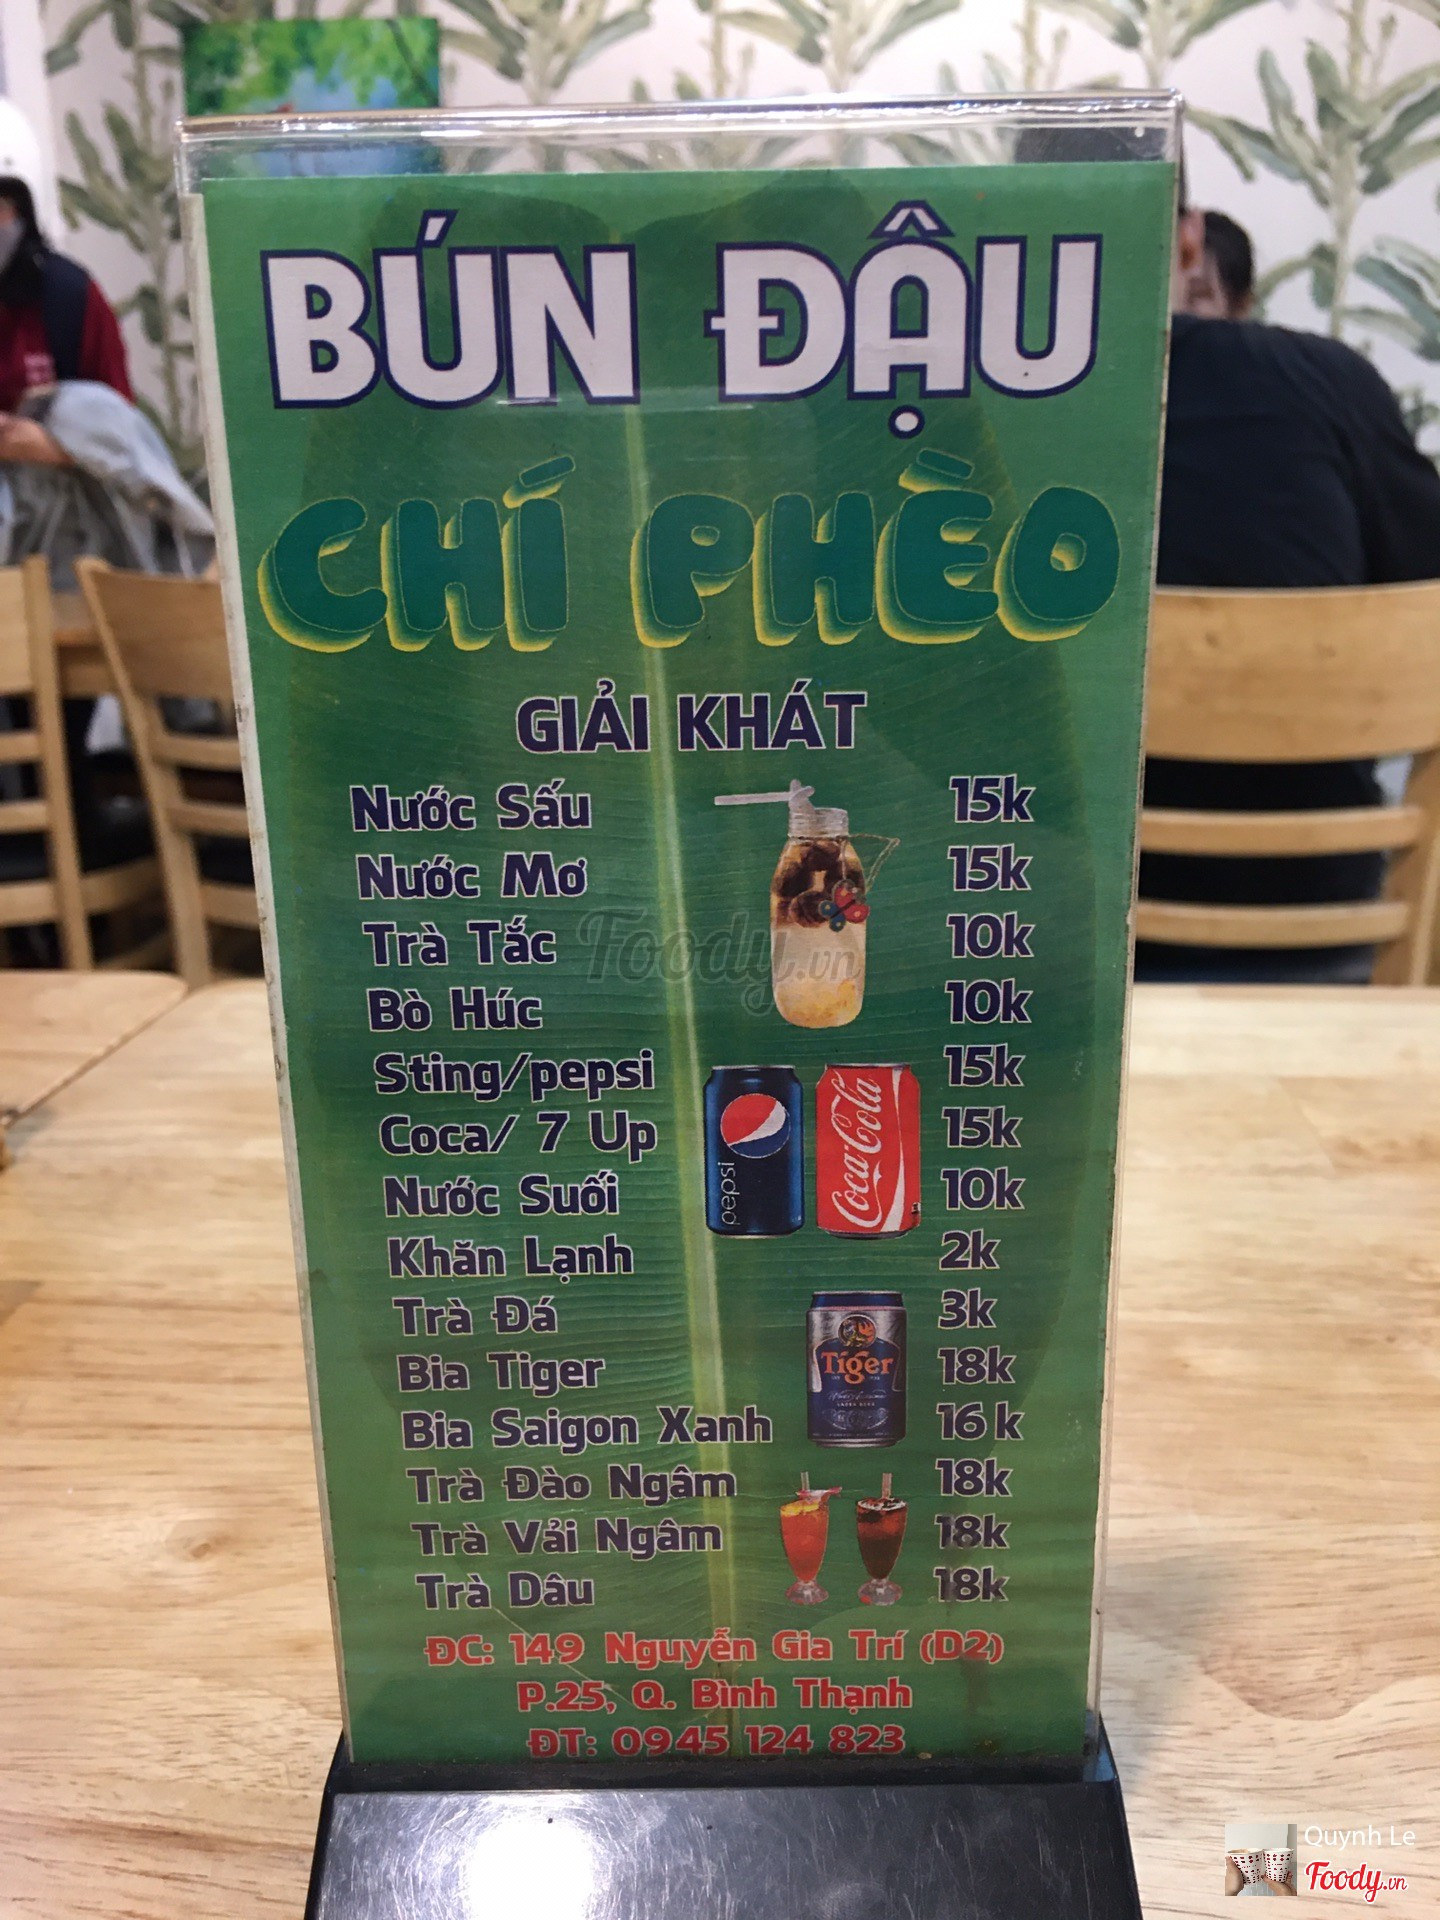 BÚN ĐẬU
CHÍ PHÈO
GIẢI KHÁT
Nước Sấu 15k
Nước Mơ 15k
Trà Tắc 10k
Bò Húc 10k
Sting/pepsi 15k
Coca/ 7 Up 15k
Nước Suối 10k
Khăn Lạnh 2k
Trà Đá 3k
Bia Tiger 18k
Bia Saigon Xanh 16k
Trà Đào Ngâm 18k
Trà Vải Ngâm 18k
Trà Dâu 18k
ĐC: 149 Nguyễn Gia Trí (D2)
P.25, Q. Bình Thạnh
ĐT: 0945 124 823
Foody.vn
pepsi
Coca-Cola
Tiger
Quynh Le
Foody.vn